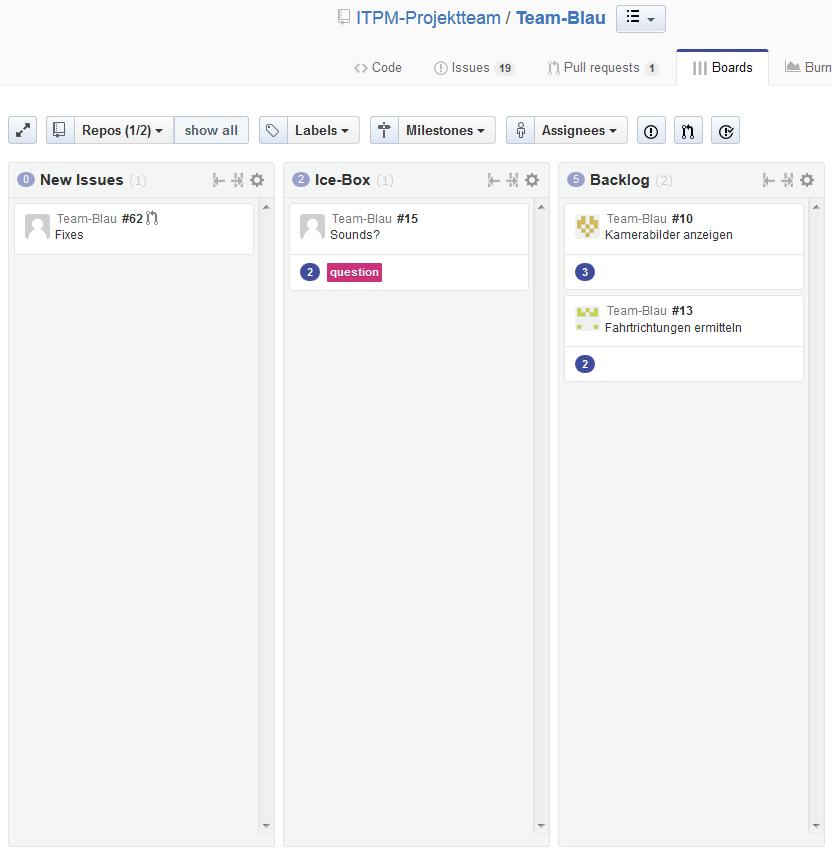 ITPM-Projektteam / Team-Blau
Code Issues 19 Pull requests 1 Boards Burn
Repos (1/2) show all Labels Milestones Assignees
0 New Issues (1)
Team-Blau #62
Fixes
2 Ice-Box (1)
Team-Blau #15
Sounds?
2 question
5 Backlog (2)
Team-Blau #10
Kamerabilder anzeigen
3
Team-Blau #13
Fahrtrichtungen ermitteln
2